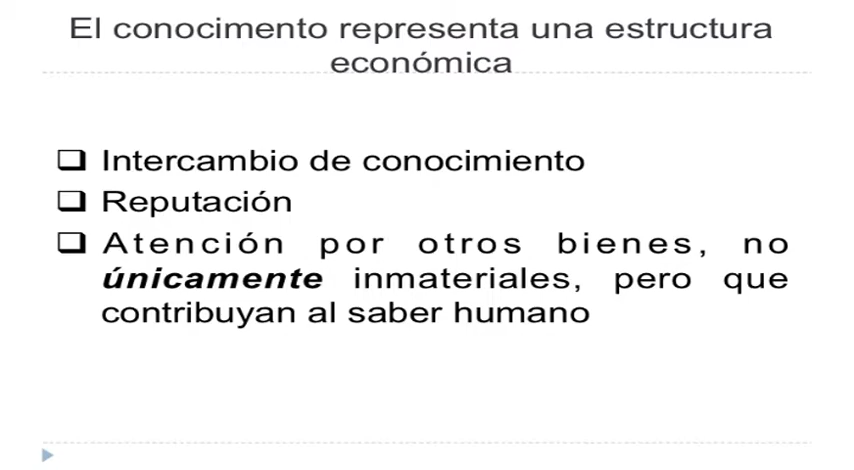 El conocimento representa una estructura
económica
❑ Intercambio de conocimiento
❑ Reputación
❑ Atención por otros bienes, no
únicamente inmateriales, pero que
contribuyan al saber humano